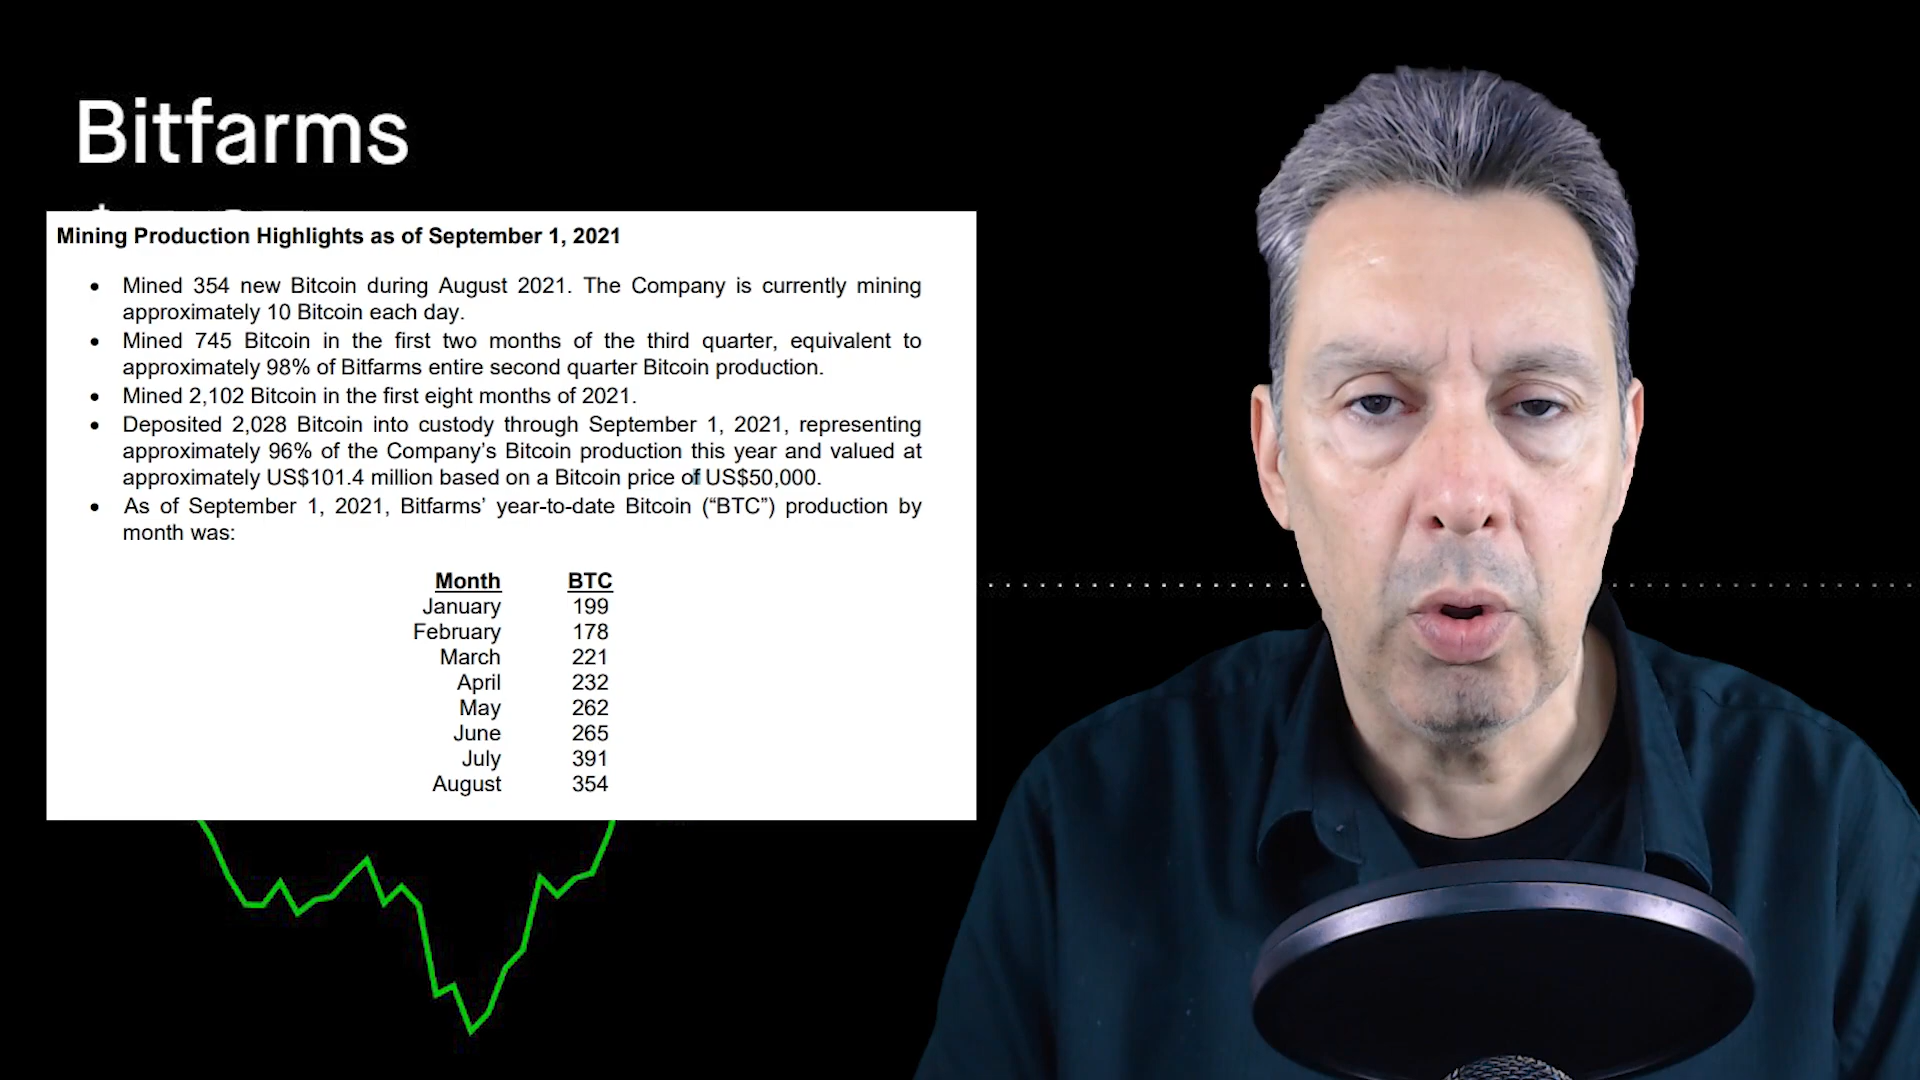 Bitfarms
Mining Production Highlights as of September 1, 2021
• Mined 354 new Bitcoin during August 2021. The Company is currently mining
approximately 10 Bitcoin each day.
• Mined 745 Bitcoin in the first two months of the third quarter, equivalent to
approximately 98% of Bitfarms entire second quarter Bitcoin production.
• Mined 2,102 Bitcoin in the first eight months of 2021.
• Deposited 2,028 Bitcoin into custody through September 1, 2021, representing
approximately 96% of the Company’s Bitcoin production this year and valued at
approximately US$101.4 million based on a Bitcoin price of US$50,000.
• As of September 1, 2021, Bitfarms’ year-to-date Bitcoin (“BTC”) production by
month was:
Month BTC
January 199
February 178
March 221
April 232
May 262
June 265
July 391
August 354